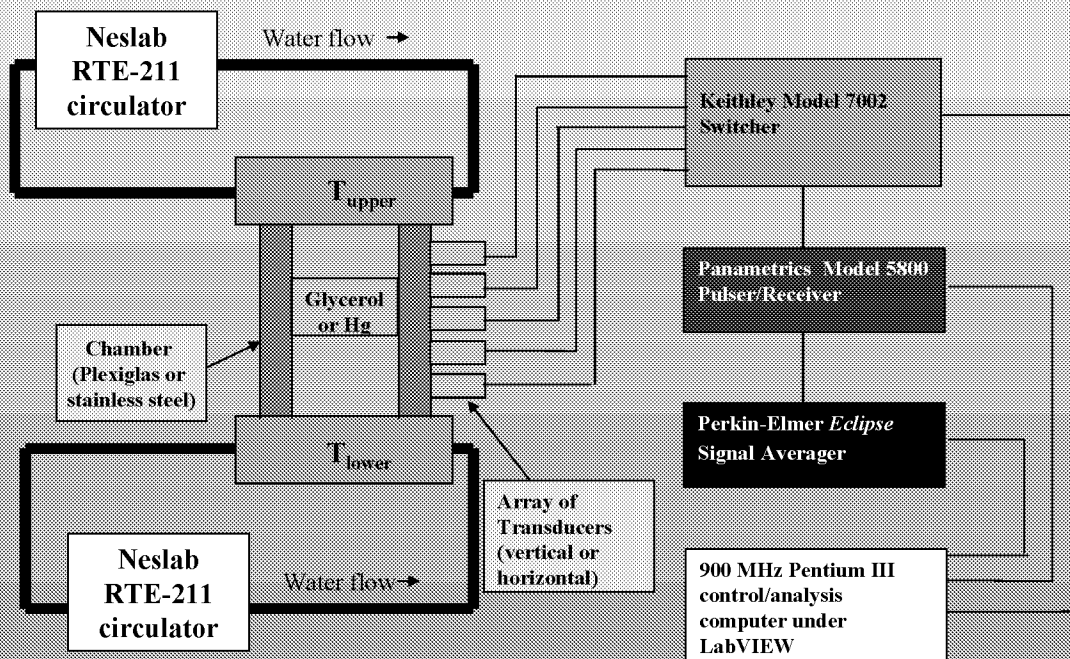 Neslab
RTE-211
circulator
Water flow →
Keithley Model 7002
Switcher
T upper
Panametrics Model 5800
Pulser/Receiver
Glycerol
or Hg
Chamber
(Plexiglas or
stainless steel)
Perkin-Elmer Eclipse
Signal Averager
T lower
Array of
Transducers
(vertical or
horizontal)
Neslab
RTE-211
circulator
Water flow →
900 MHz Pentium III
control/analysis
computer under
LabVIEW